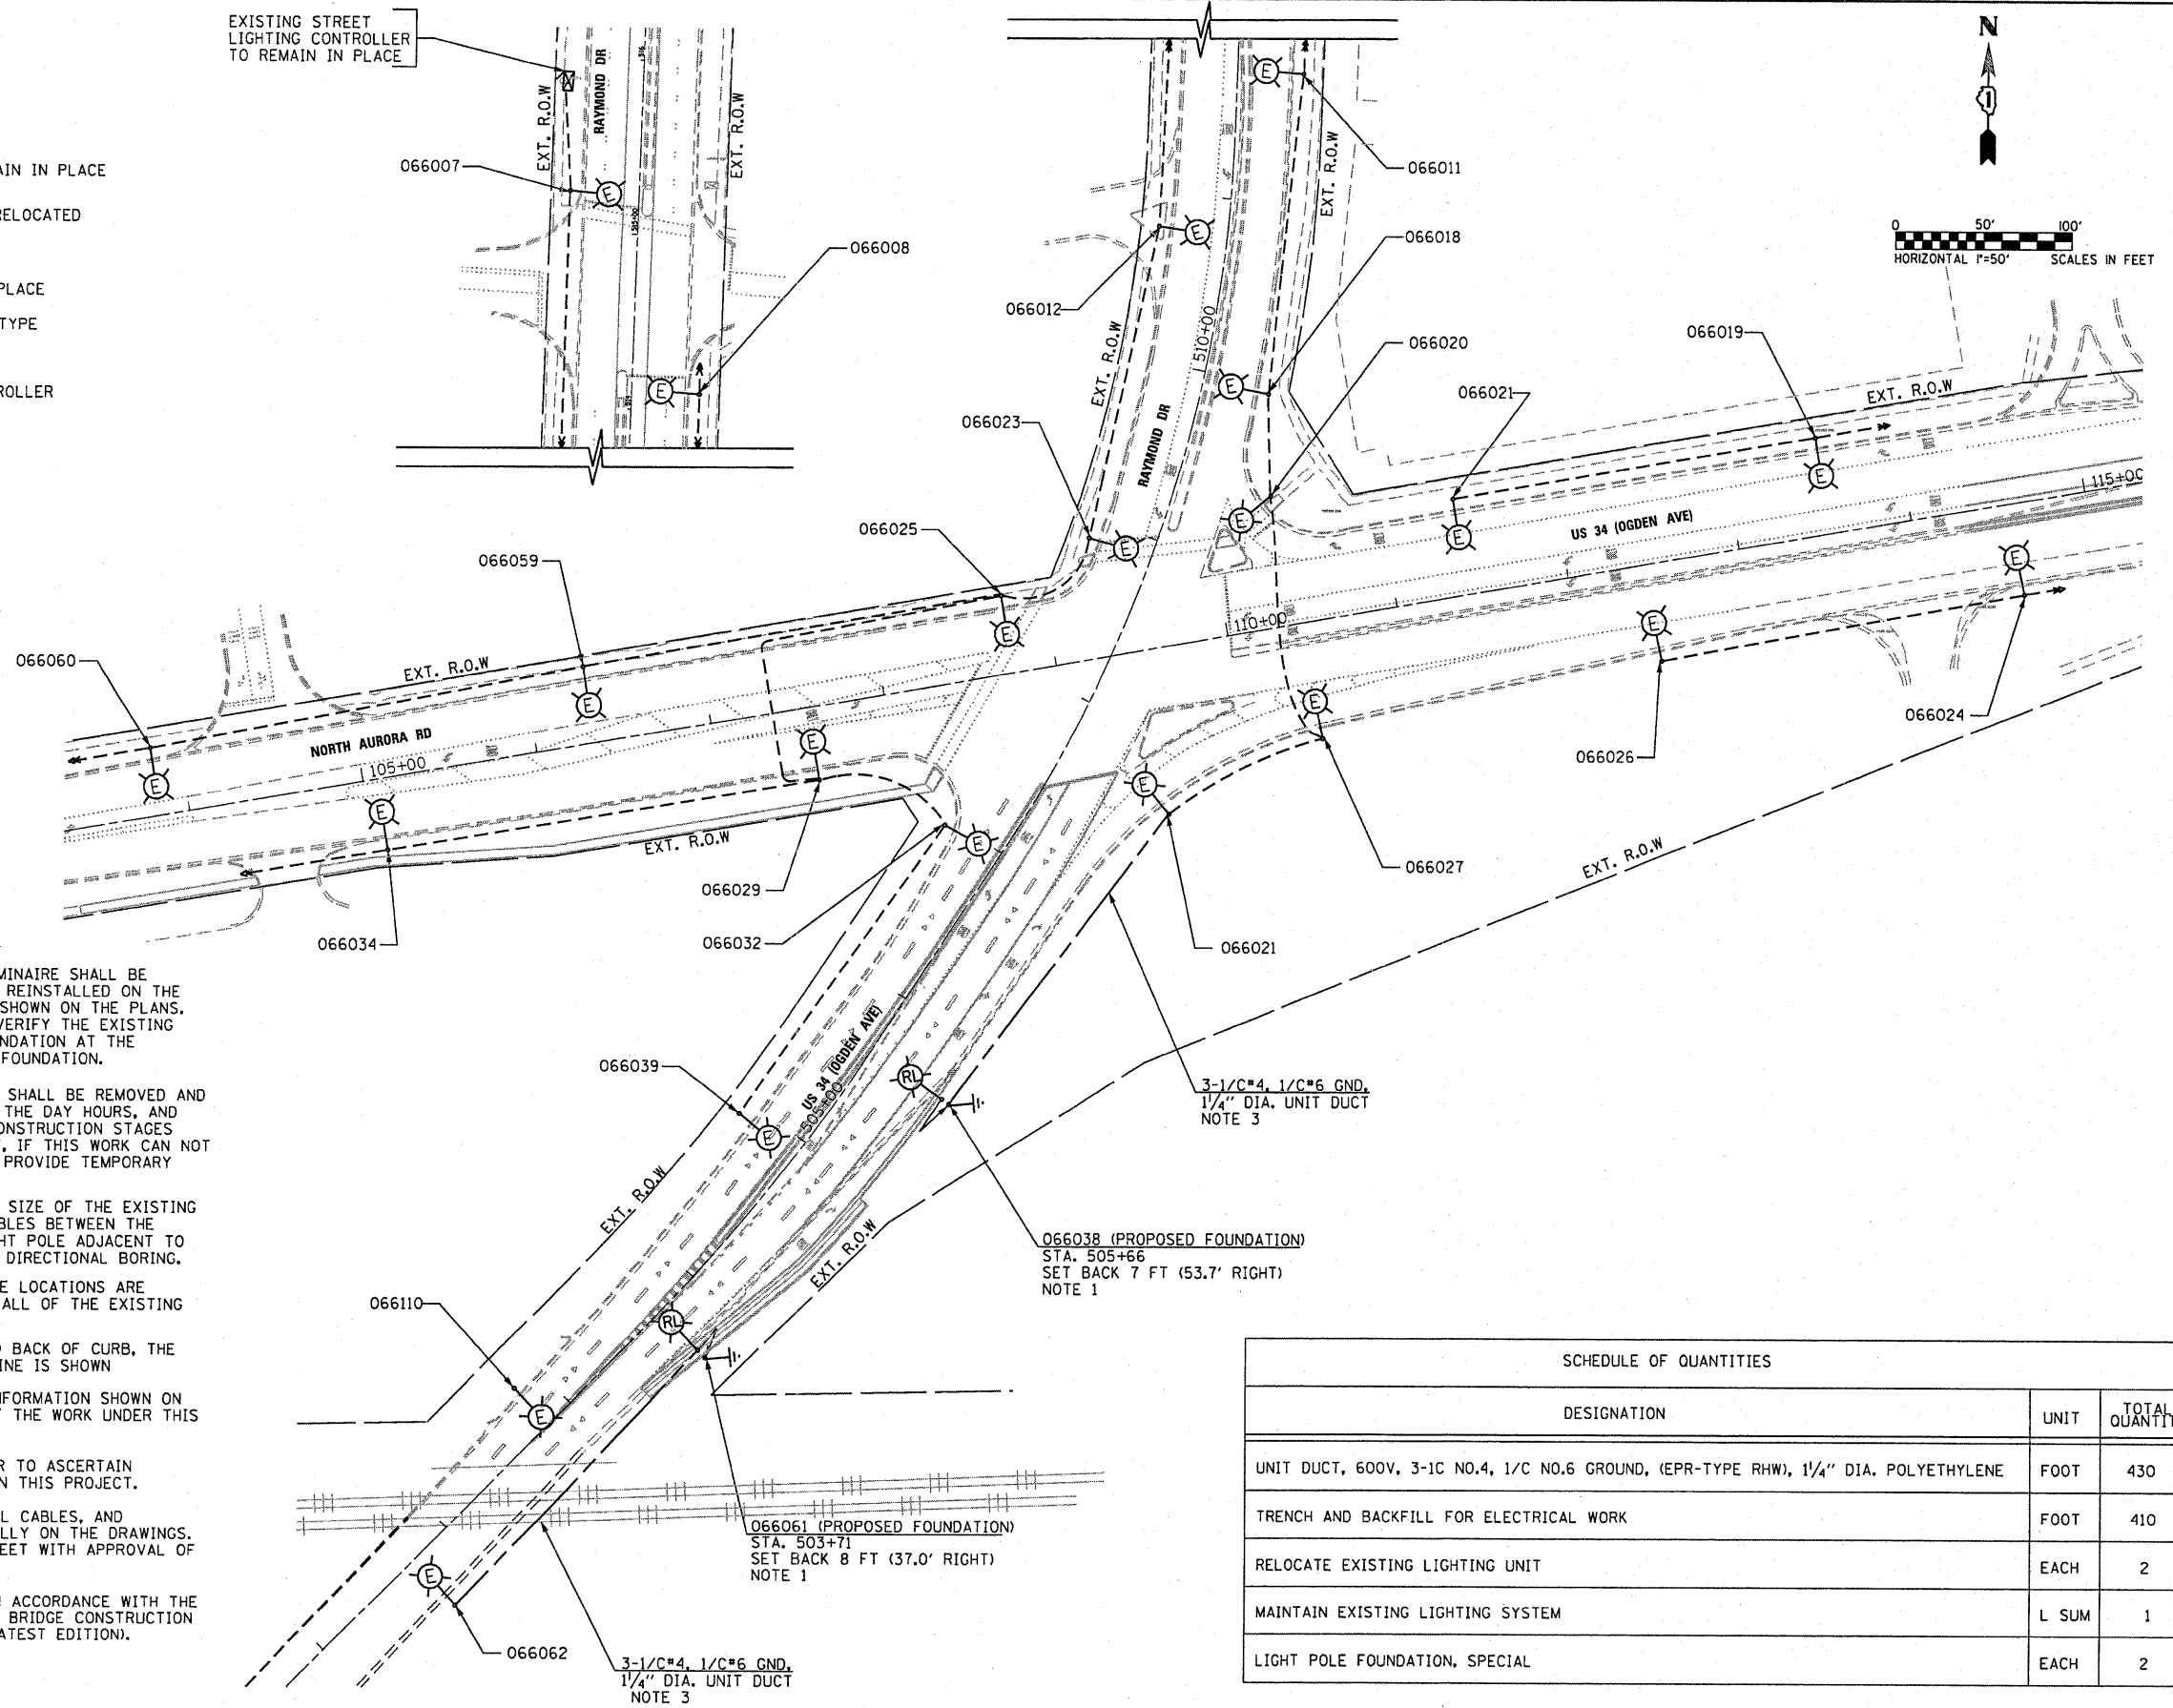 EXISTING STREET
LIGHTING CONTROLLER
TO REMAIN IN PLACE
RAYMOND DR
516
EXT. R.O.W
EXT. R.O.W
066007
E
515+00
066008
E
514
N
1
0 50' 100'
HORIZONTAL 1"=50' SCALES IN FEET
IN PLACE
RELOCATED
PLACE
TYPE
E
066011
EXT. R.O.W
066012
E
066018
E
510+00
EXT. R.O.W
RAYMOND DR
066020
E
066021
E
066019
E
EXT. R.O.W
115+00
US 34 (OGDEN AVE)
066023
E
066025
E
066059
E
066060
E
EXT. R.O.W
NORTH AURORA RD
105+00
110+00
E
066024
E
066026
E
066027
E
066029
E
066034
E
066032
E
066021
EXT. R.O.W
EXT. R.O.W
MINAIRE SHALL BE
REINSTALLED ON THE
SHOWN ON THE PLANS.
VERIFY THE EXISTING
NDATION AT THE
FOUNDATION.
SHALL BE REMOVED AND
THE DAY HOURS, AND
ONSTRUCTION STAGES
, IF THIS WORK CAN NOT
PROVIDE TEMPORARY
SIZE OF THE EXISTING
BLES BETWEEN THE
HT POLE ADJACENT TO
DIRECTIONAL BORING.
E LOCATIONS ARE
ALL OF THE EXISTING
BACK OF CURB, THE
INE IS SHOWN
NFORMATION SHOWN ON
THE WORK UNDER THIS
R TO ASCERTAIN
N THIS PROJECT.
L CABLES, AND
LLY ON THE DRAWINGS.
EET WITH APPROVAL OF
ACCORDANCE WITH THE
BRIDGE CONSTRUCTION
ATEST EDITION).
066039
E
US 34 (OGDEN AVE)
505+00
RL
3-1/C#4, 1/C#6 GND,
1¼" DIA. UNIT DUCT
NOTE 3
EXT. R.O.W
EXT. R.O.W
066038 (PROPOSED FOUNDATION)
STA. 505+66
SET BACK 7 FT (53.7' RIGHT)
NOTE 1
066110
E
RL
066061 (PROPOSED FOUNDATION)
STA. 503+71
SET BACK 8 FT (37.0' RIGHT)
NOTE 1
E
066062
3-1/C#4, 1/C#6 GND,
1¼" DIA. UNIT DUCT
NOTE 3
SCHEDULE OF QUANTITIES
DESIGNATION UNIT TOTAL
UNIT DUCT, 600V, 3-1C NO.4, 1/C NO.6 GROUND, (EPR-TYPE RHW), 1¼" DIA. POLYETHYLENE FOOT 430
TRENCH AND BACKFILL FOR ELECTRICAL WORK FOOT 410
RELOCATE EXISTING LIGHTING UNIT EACH 2
MAINTAIN EXISTING LIGHTING SYSTEM L SUM 1
LIGHT POLE FOUNDATION, SPECIAL EACH 2